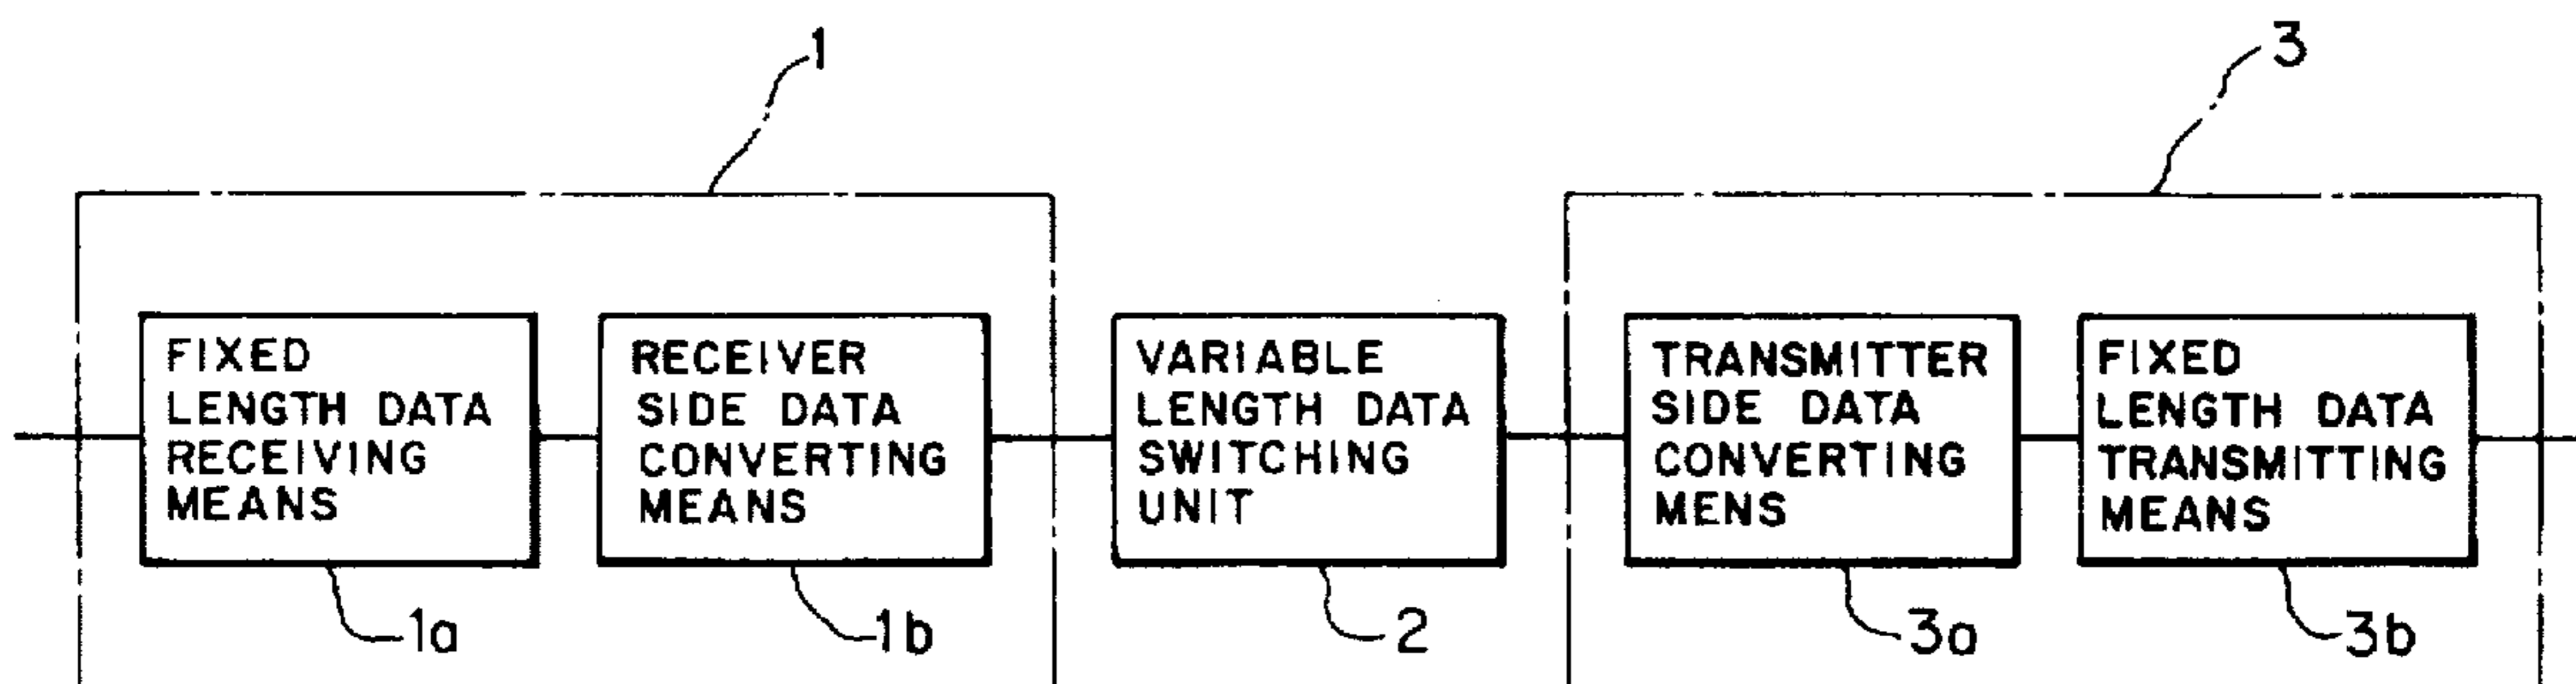 1
3
FIXED
LENGTH DATA
RECEIVING
MEANS
RECEIVER
SIDE DATA
CONVERTING
MEANS
VARIABLE
LENGTH DATA
SWITCHING
UNIT
TRANSMITTER
SIDE DATA
CONVERTING
MENS
FIXED
LENGTH DATA
TRANSMITTING
MEANS
1a
1b
2
3a
3b